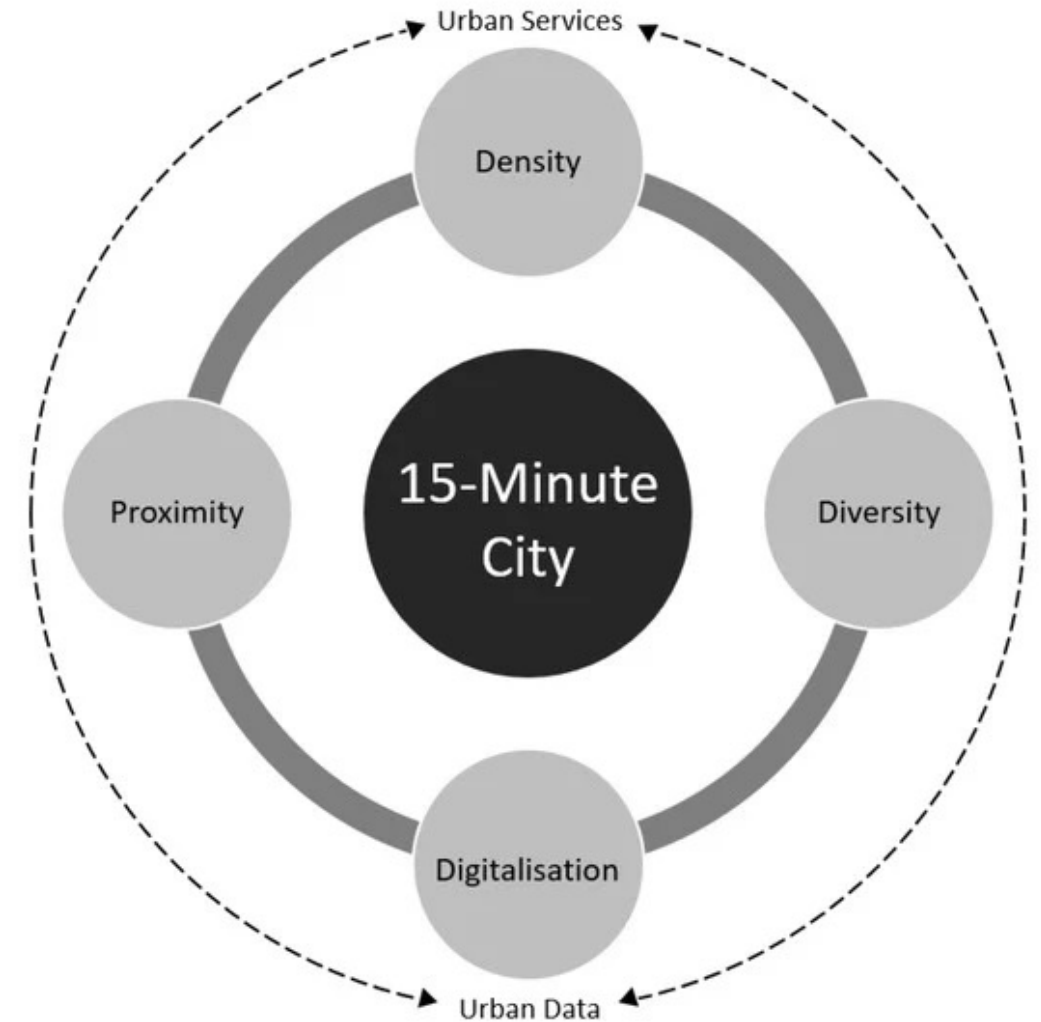 Urban Services
Density
Proximity
15-Minute
City
Diversity
Digitalisation
Urban Data